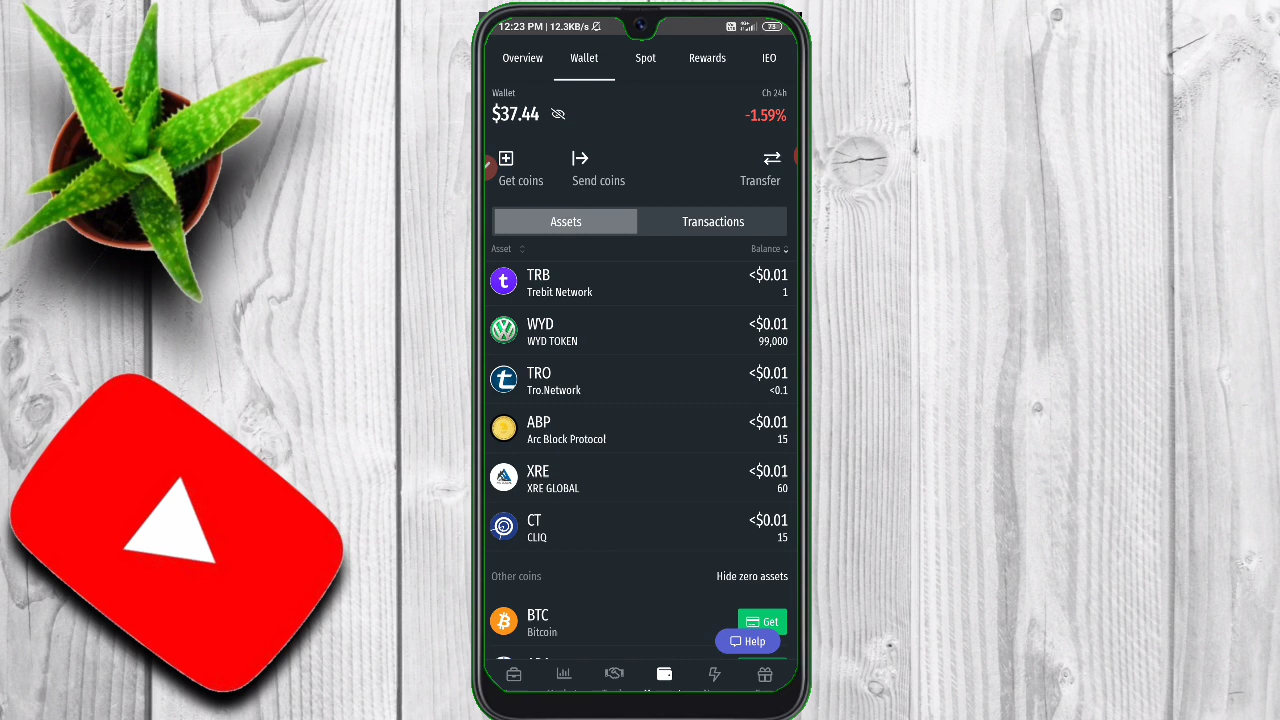 12:23 PM | 12.3KB/s
73
Overview Wallet Spot Rewards IEO
Wallet Ch 24h
$37.44 -1.59%
Get coins Send coins Transfer
Assets Transactions
Asset Balance
TRB <$0.01
Trebit Network 1
WYD <$0.01
WYD TOKEN 99,000
TRO <$0.01
Tro.Network <0.1
ABP <$0.01
Arc Block Protocol 15
XRE <$0.01
XRE GLOBAL 60
CT <$0.01
CLIQ 15
Other coins Hide zero assets
BTC Get
Bitcoin
Help